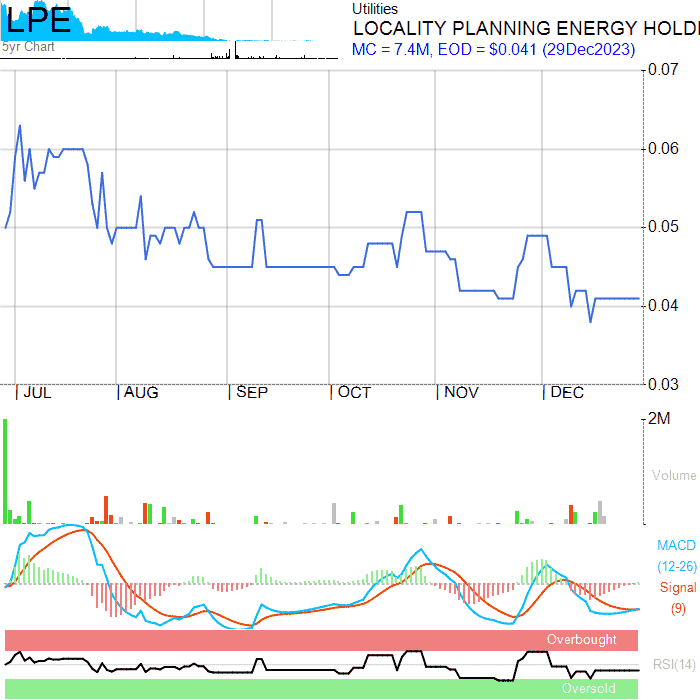 LPE
5yr Chart
Utilities
LOCALITY PLANNING ENERGY HOLDI
MC = 7.4M, EOD = $0.041 (29Dec2023)
0.07
0.06
0.05
0.04
0.03
JUL AUG SEP OCT NOV DEC
2M
Volume
MACD
(12-26)
Signal
(9)
Overbought
RSI(14)
Oversold